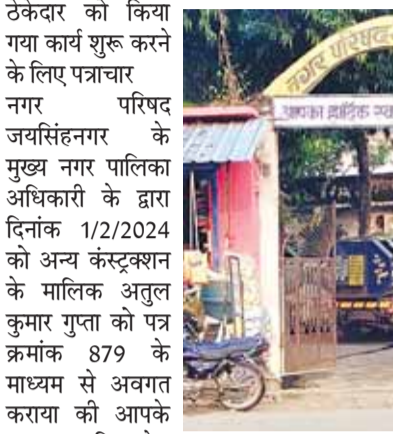 ठेकेदार को किया
गया कार्य शुरू करने
के लिए पत्राचार
नगर परिषद
जयसिंहनगर के
मुख्य नगर पालिका
अधिकारी के द्वारा
दिनांक 1/2/2024
को अन्य कंस्ट्रक्शन
के मालिक अतुल
कुमार गुप्ता को पत्र
क्रमांक 879 के
माध्यम से अवगत
कराया की आपके
नगर परिषद
आपका हार्दिक